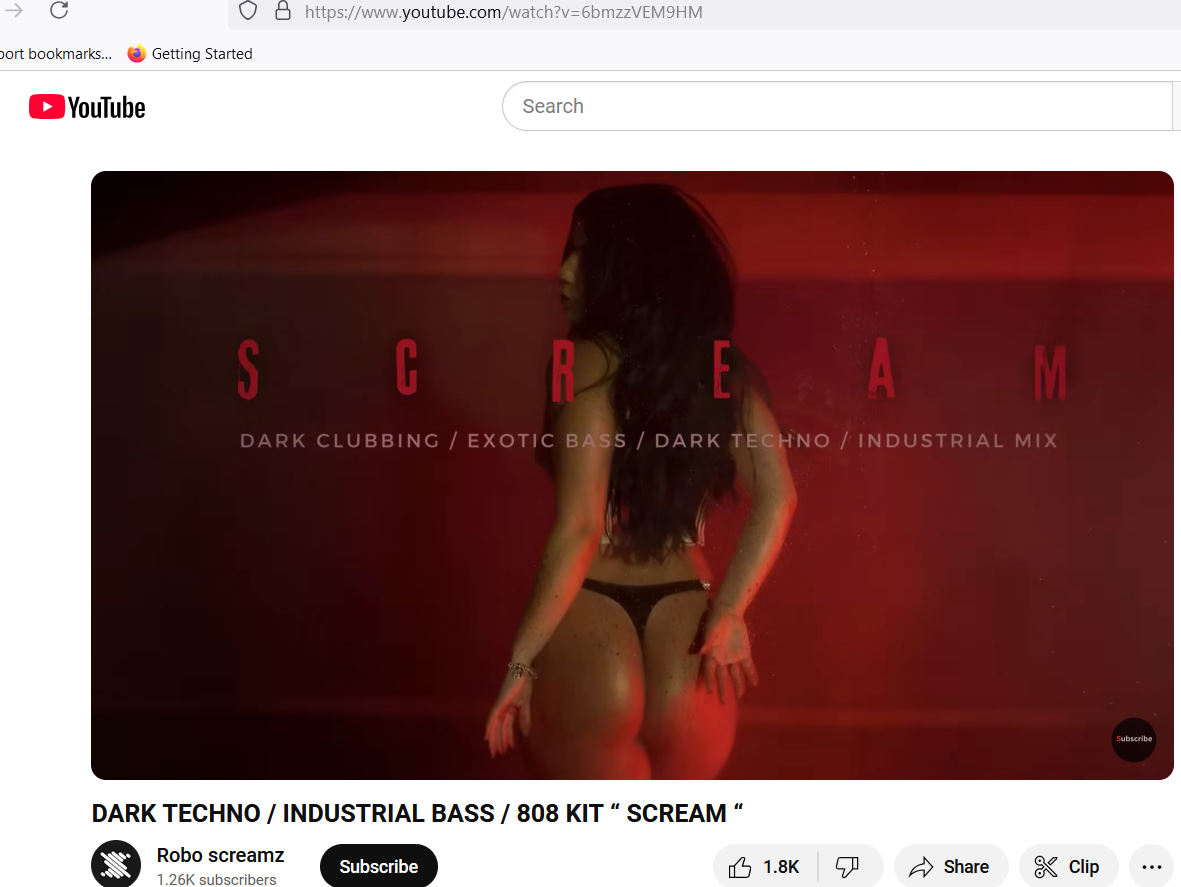 https://www.youtube.com/watch?v=6bmzzVEM9HM
port bookmarks... Getting Started
YouTube
Search
SCREAM
DARK CLUBBING / EXOTIC BASS / DARK TECHNO / INDUSTRIAL MIX
Subscribe
DARK TECHNO / INDUSTRIAL BASS / 808 KIT “ SCREAM “
Robo screamz
1.26K subscribers
Subscribe
1.8K
Share
Clip